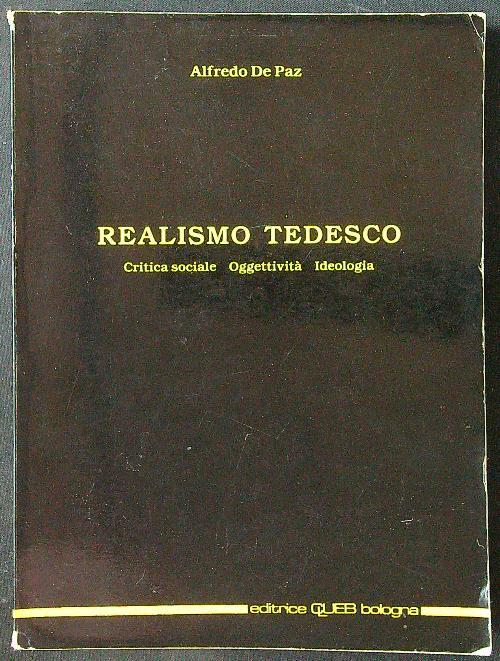 Alfredo De Paz
REALISMO TEDESCO
Critica sociale Oggettività Ideologia
editrice CLUEB bologna